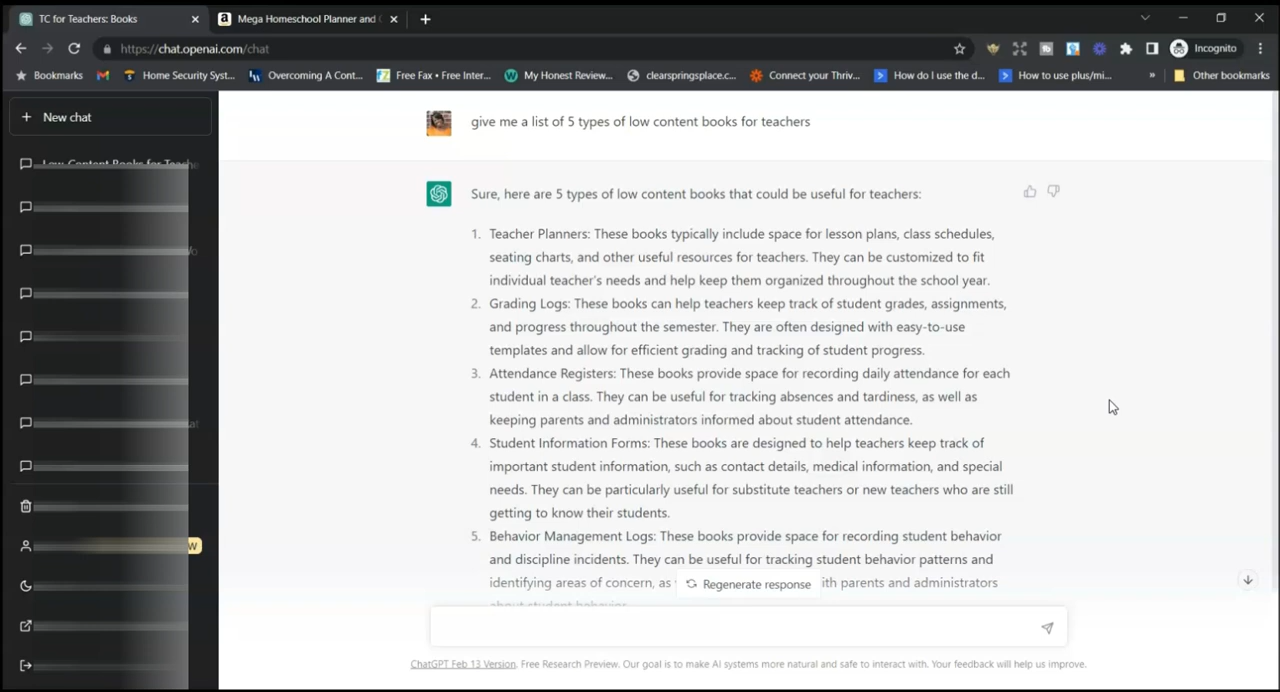 TC for Teachers: Books
Mega Homeschool Planner and
https://chat.openai.com/chat
Incognito
Bookmarks
Home Security Syst...
Overcoming A Cont...
Free Fax • Free Inter...
My Honest Review...
clearspringsplace.c...
Connect your Thriv...
How do I use the d...
How to use plus/mi...
»
Other bookmarks
New chat
Low Content Books for Teache
give me a list of 5 types of low content books for teachers
Sure, here are 5 types of low content books that could be useful for teachers:
1. Teacher Planners: These books typically include space for lesson plans, class schedules,
seating charts, and other useful resources for teachers. They can be customized to fit
individual teacher's needs and help keep them organized throughout the school year.
2. Grading Logs: These books can help teachers keep track of student grades, assignments,
and progress throughout the semester. They are often designed with easy-to-use
templates and allow for efficient grading and tracking of student progress.
3. Attendance Registers: These books provide space for recording daily attendance for each
student in a class. They can be useful for tracking absences and tardiness, as well as
keeping parents and administrators informed about student attendance.
4. Student Information Forms: These books are designed to help teachers keep track of
important student information, such as contact details, medical information, and special
needs. They can be particularly useful for substitute teachers or new teachers who are still
getting to know their students.
5. Behavior Management Logs: These books provide space for recording student behavior
and discipline incidents. They can be useful for tracking student behavior patterns and
identifying areas of concern, as
ith parents and administrators
about student behavior
Regenerate response
ChatGPT Feb 13 Version. Free Research Preview. Our goal is to make AI systems more natural and safe to interact with. Your feedback will help us improve.